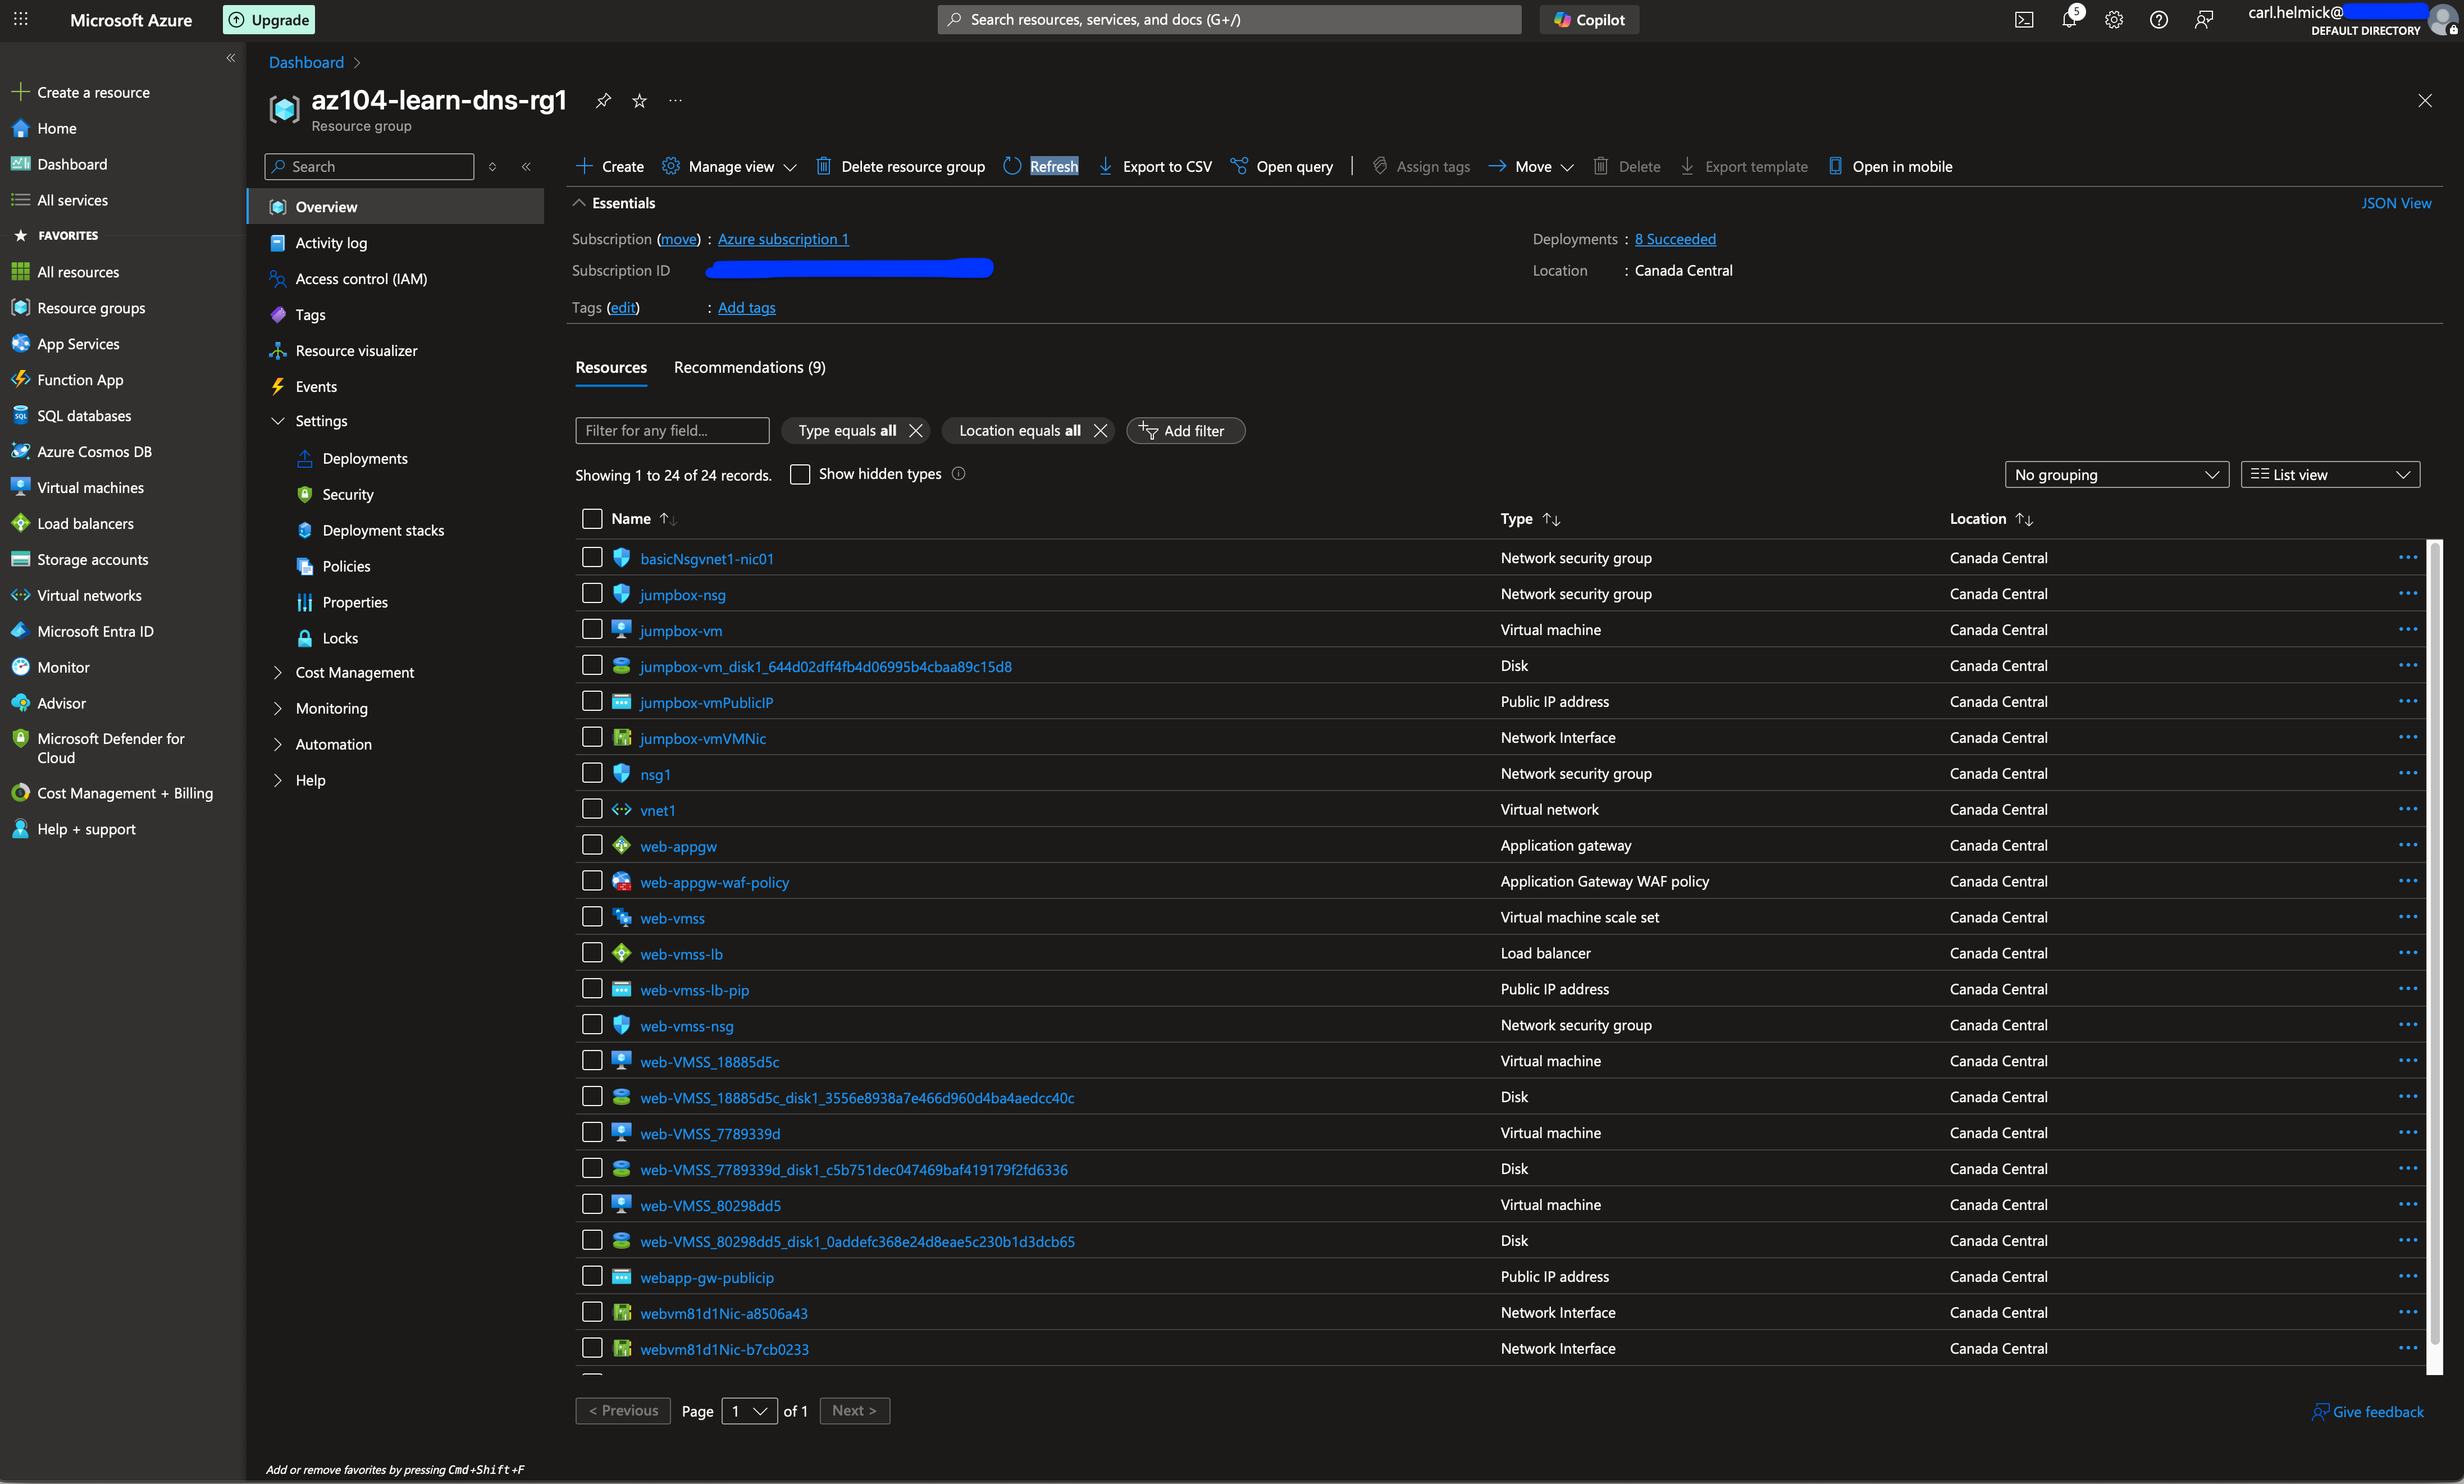 Microsoft Azure
Upgrade
Search resources, services, and docs (G+/)
Copilot
5
carl.helmick@
DEFAULT DIRECTORY
Create a resource
Home
Dashboard
All services
FAVORITES
All resources
Resource groups
App Services
Function App
SQL databases
Azure Cosmos DB
Virtual machines
Load balancers
Storage accounts
Virtual networks
Microsoft Entra ID
Monitor
Advisor
Microsoft Defender for
Cloud
Cost Management + Billing
Help + support
Dashboard >
az104-learn-dns-rg1
Resource group
Search
Overview
Activity log
Access control (IAM)
Tags
Resource visualizer
Events
Settings
Deployments
Security
Deployment stacks
Policies
Properties
Locks
Cost Management
Monitoring
Automation
Help
Add or remove favorites by pressing Cmd+Shift+F
Create Manage view Delete resource group Refresh Export to CSV Open query Assign tags Move Delete Export template Open in mobile
Essentials
JSON View
Subscription (move) : Azure subscription 1
Deployments : 8 Succeeded
Subscription ID
Location : Canada Central
Tags (edit) : Add tags
Resources Recommendations (9)
Filter for any field... Type equals all Location equals all Add filter
Showing 1 to 24 of 24 records. Show hidden types
No grouping List view
Name Type Location
basicNsgvnet1-nic01 Network security group Canada Central
jumpbox-nsg Network security group Canada Central
jumpbox-vm Virtual machine Canada Central
jumpbox-vm_disk1_644d02dff4fb4d06995b4cbaa89c15d8 Disk Canada Central
jumpbox-vmPublicIP Public IP address Canada Central
jumpbox-vmVMNic Network Interface Canada Central
nsg1 Network security group Canada Central
vnet1 Virtual network Canada Central
web-appgw Application gateway Canada Central
web-appgw-waf-policy Application Gateway WAF policy Canada Central
web-vmss Virtual machine scale set Canada Central
web-vmss-lb Load balancer Canada Central
web-vmss-lb-pip Public IP address Canada Central
web-vmss-nsg Network security group Canada Central
web-VMSS_18885d5c Virtual machine Canada Central
web-VMSS_18885d5c_disk1_3556e8938a7e466d960d4ba4aedcc40c Disk Canada Central
web-VMSS_7789339d Virtual machine Canada Central
web-VMSS_7789339d_disk1_c5b751dec047469baf419179f2fd6336 Disk Canada Central
web-VMSS_80298dd5 Virtual machine Canada Central
web-VMSS_80298dd5_disk1_0addefc368e24d8eae5c230b1d3dcb65 Disk Canada Central
webapp-gw-publicip Public IP address Canada Central
webvm81d1Nic-a8506a43 Network Interface Canada Central
webvm81d1Nic-b7cb0233 Network Interface Canada Central
< Previous Page 1 of 1 Next >
Give feedback